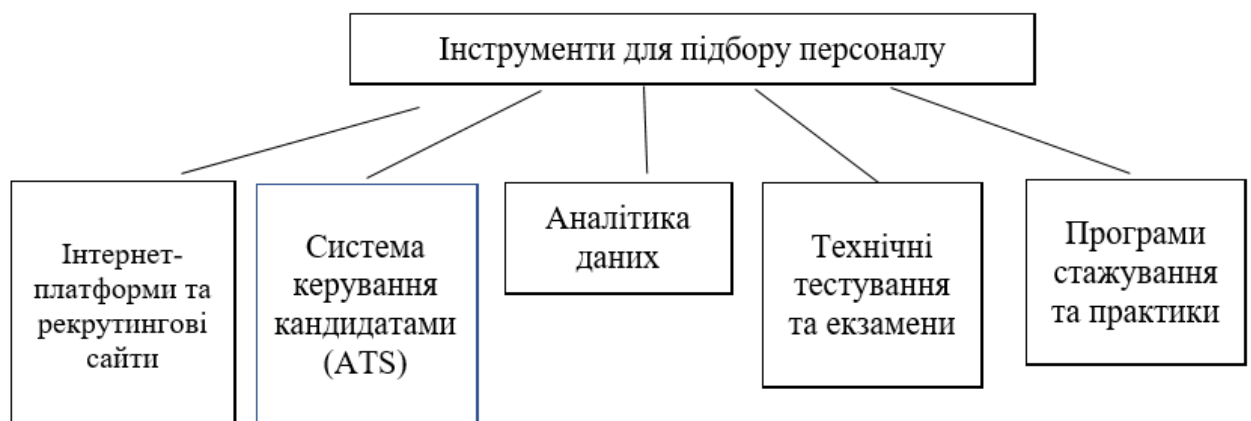 Інструменти для підбору персоналу
Інтернет-
платформи та
рекрутингові
сайти
Система
керування
кандидатами
(ATS)
Аналітика
даних
Технічні
тестування
та екзамени
Програми
стажування
та практики